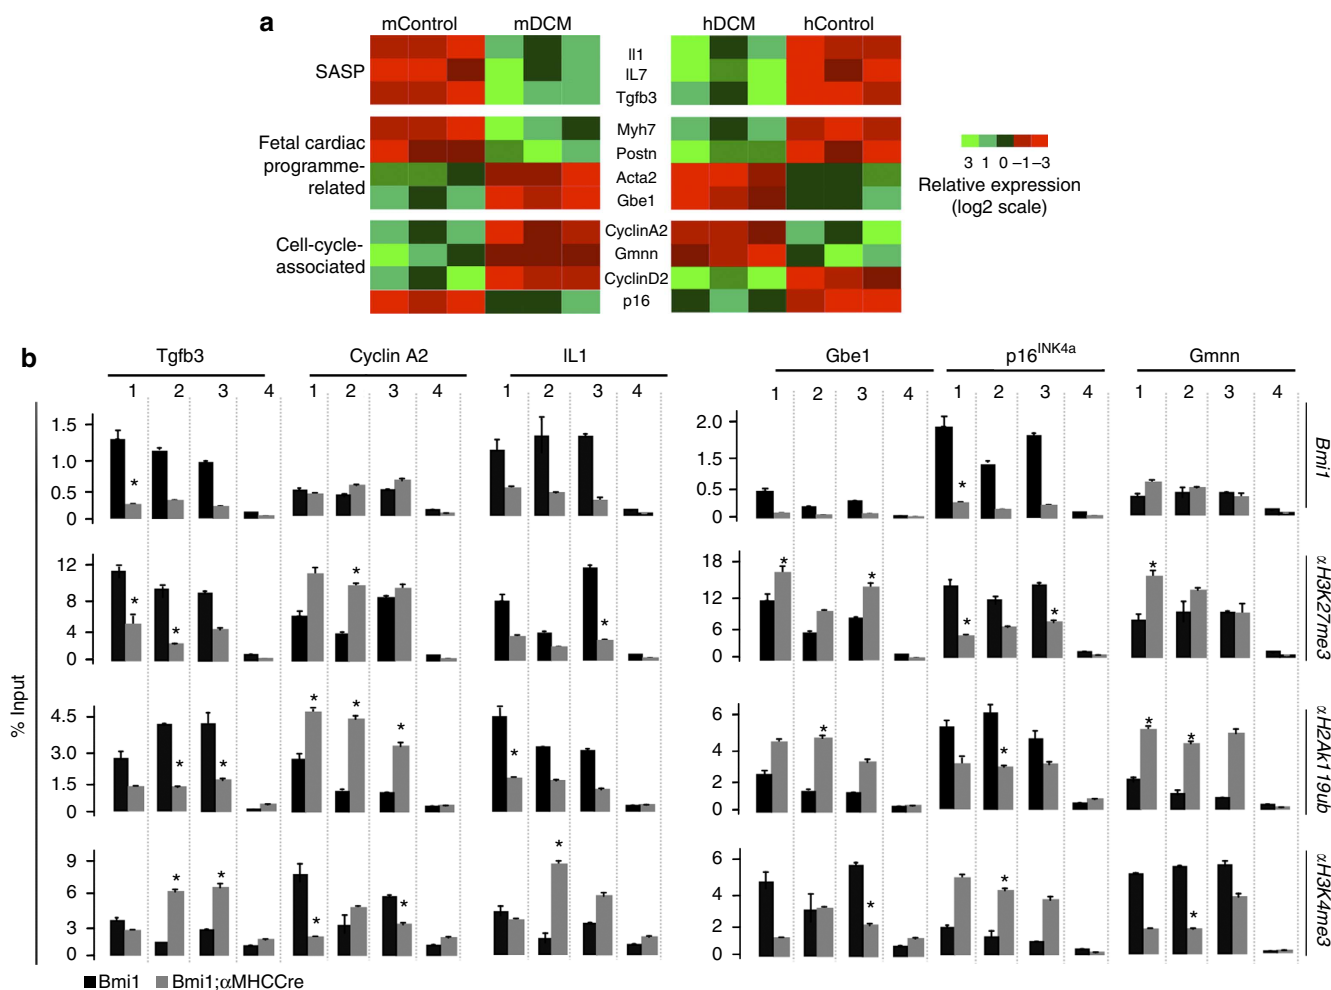 a
mControl mDCM hDCM hControl
SASP
Il1
IL7
Tgfb3
Fetal cardiac
programme-
related
Myh7
Postn
Acta2
Gbe1
Cell-cycle-
associated
CyclinA2
Gmnn
CyclinD2
p16
3 1 0 –1 –3
Relative expression
(log2 scale)
b
Tgfb3 Cyclin A2 IL1 Gbe1 p16INK4a Gmnn
1 2 3 4 1 2 3 4 1 2 3 4 1 2 3 4 1 2 3 4 1 2 3 4
% Input
1.5
1.0
0.5
0
*
2.0
1.5
0.5
0
*
Bmi1
12
8
4
0
* * * *
18
12
6
0
* * * * *
αH3K27me3
4.5
3.0
1.5
0
* * * * * *
6
4
2
0
* * * *
αH2Ak119ub
9
6
3
0
* * * * *
6
4
2
0
* * *
αH3K4me3
Bmi1 Bmi1;αMHCCre